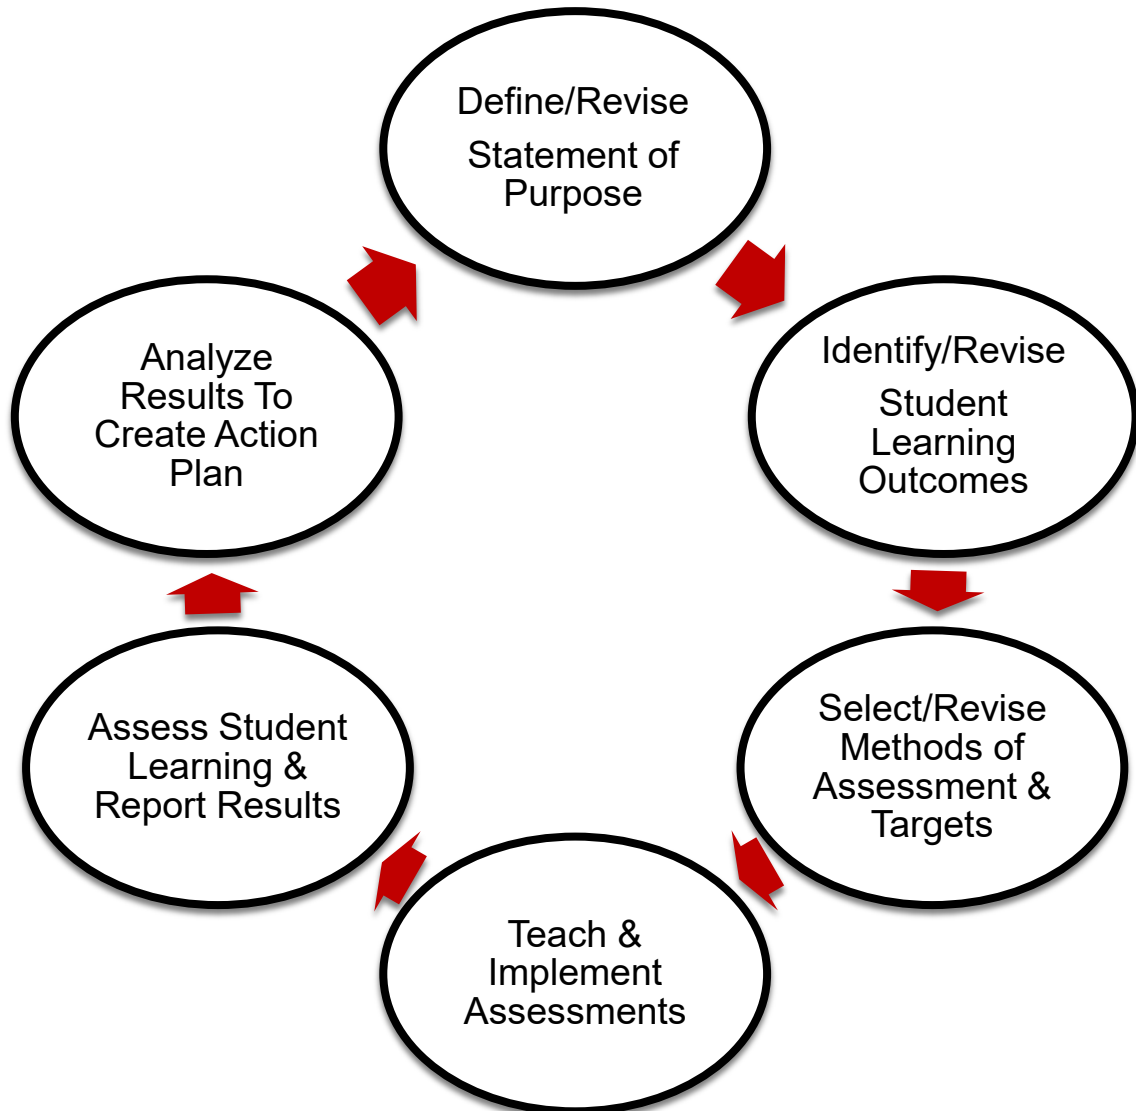 Define/Revise
Statement of
Purpose
Identify/Revise
Student
Learning
Outcomes
Select/Revise
Methods of
Assessment &
Targets
Teach &
Implement
Assessments
Assess Student
Learning &
Report Results
Analyze
Results To
Create Action
Plan